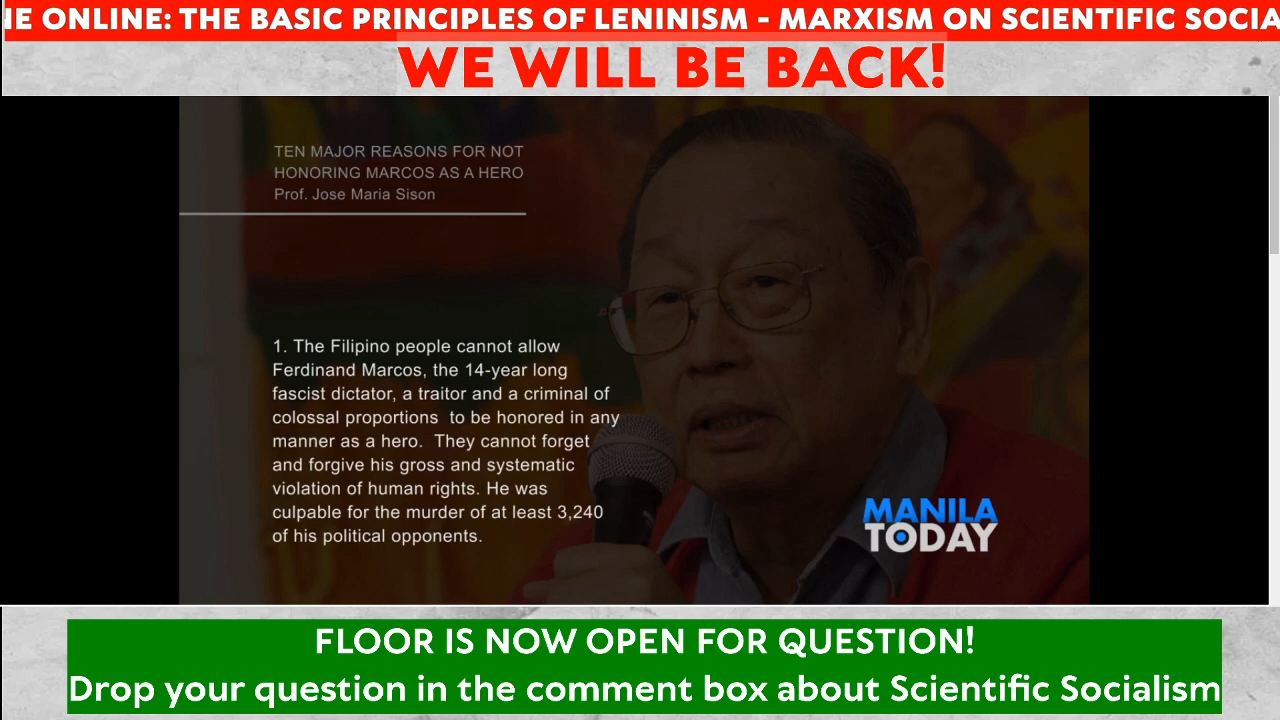 ONLINE: THE BASIC PRINCIPLES OF LENINISM - MARXISM ON SCIENTIFIC
WE WILL BE BACK!
TEN MAJOR REASONS FOR NOT
HONORING MARCOS AS A HERO
Prof. Jose Maria Sison
1. The Filipino people cannot allow
Ferdinand Marcos, the 14-year long
fascist dictator, a traitor and a criminal of
colossal proportions to be honored in any
manner as a hero. They cannot forget
and forgive his gross and systematic
violation of human rights. He was
culpable for the murder of at least 3,240
of his political opponents.
MANILA
TODAY
FLOOR IS NOW OPEN FOR QUESTION!
Drop your question in the comment box about Scientific Socialism